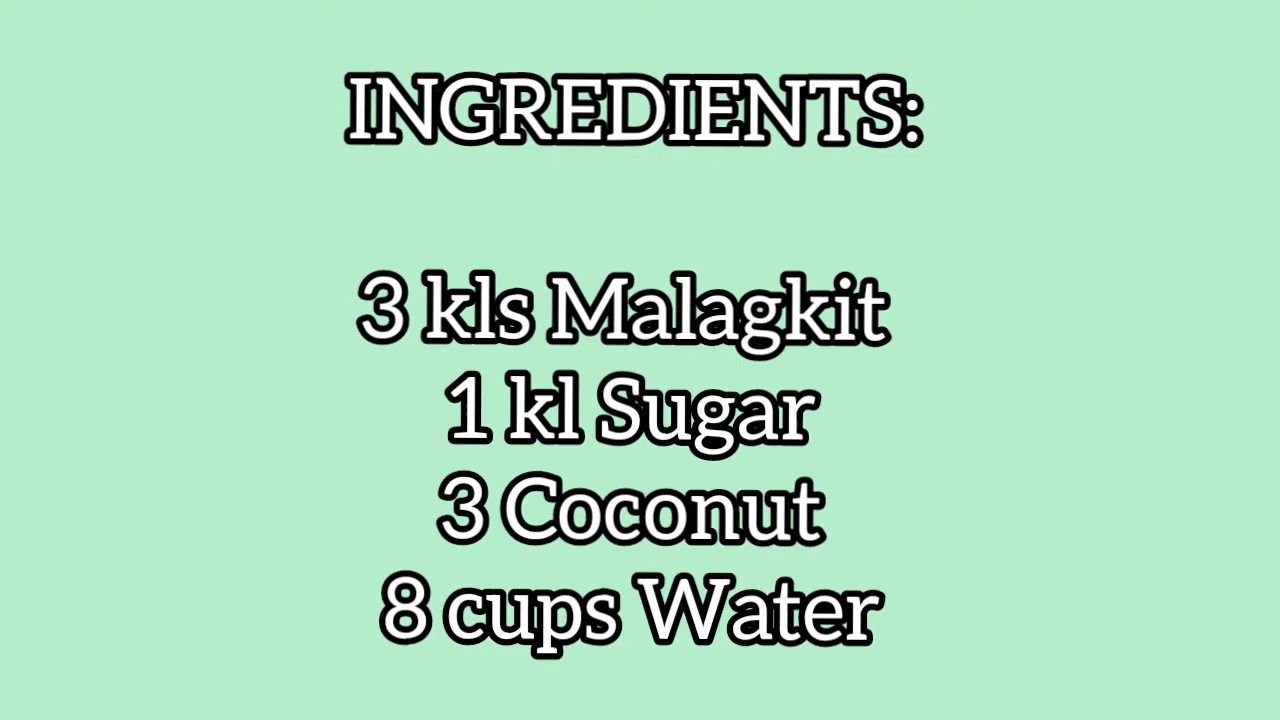 INGREDIENTS:
3 kls Malagkit
1 kl Sugar
3 Coconut
8 cups Water